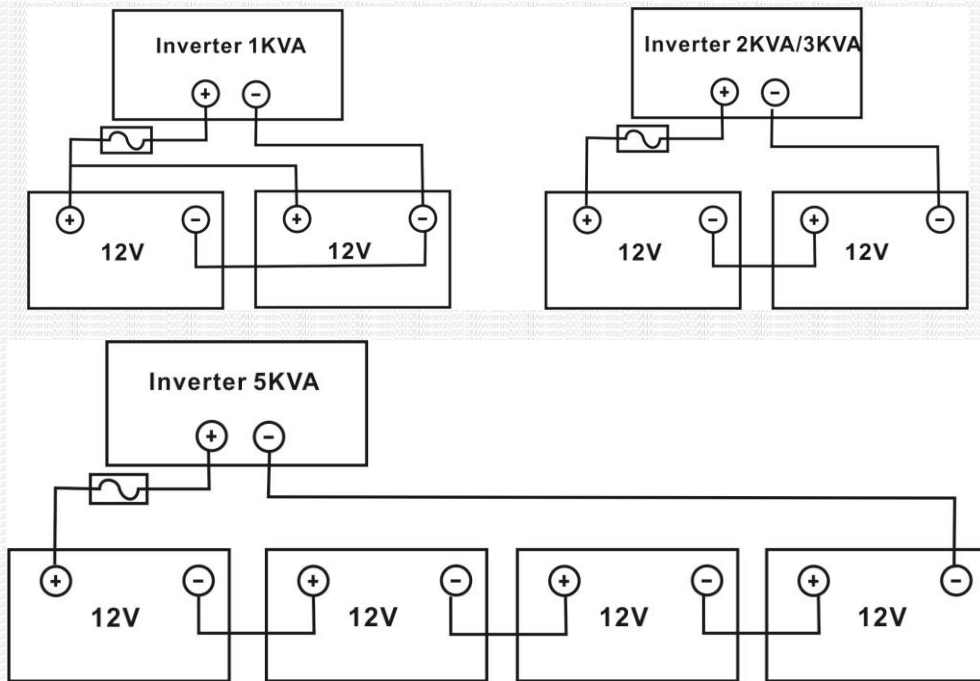 Inverter 1KVA
+ −
+ − + −
12V 12V
Inverter 2KVA/3KVA
+ −
+ − + −
12V 12V
Inverter 5KVA
+ −
+ − + − + − + −
12V 12V 12V 12V